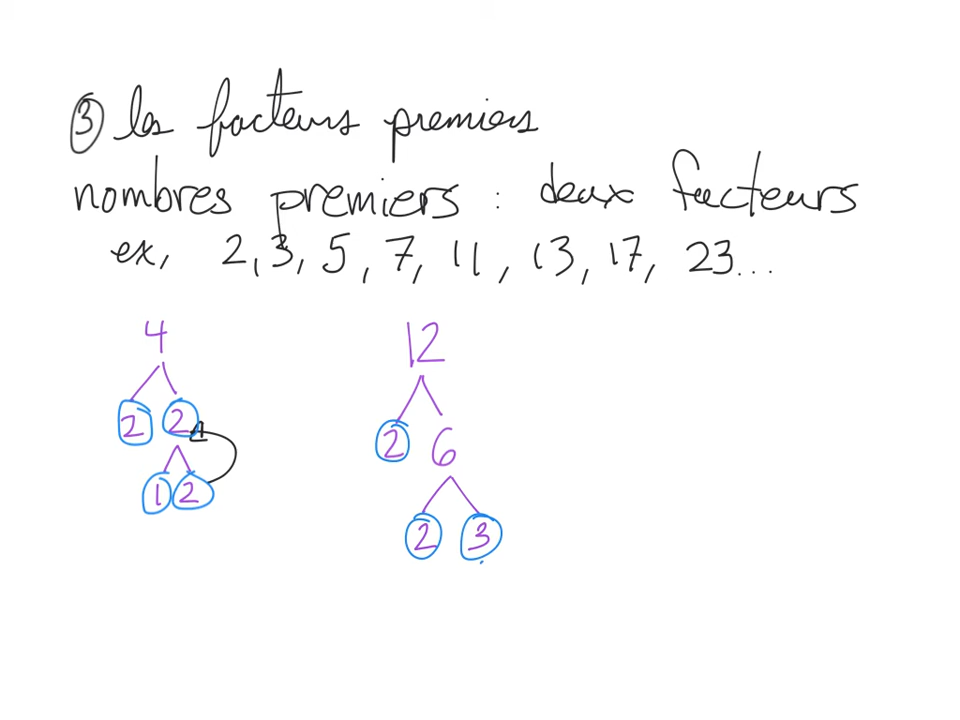 ③ les facteurs premiers
nombres premiers : deux facteurs
ex, 2, 3, 5, 7, 11, 13, 17, 23...
4 12
2 2 2 6
1 2 2 3